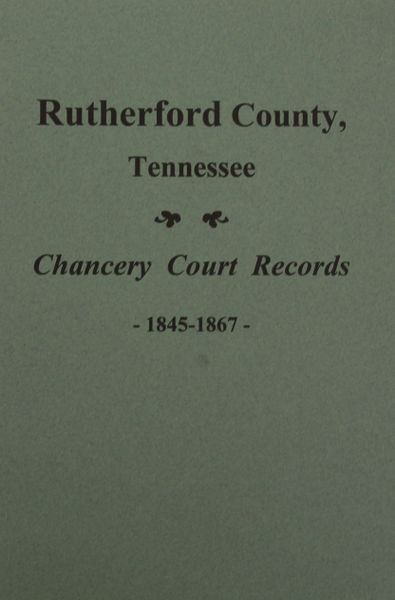 Rutherford County,
Tennessee
Chancery Court Records
- 1845-1867 -